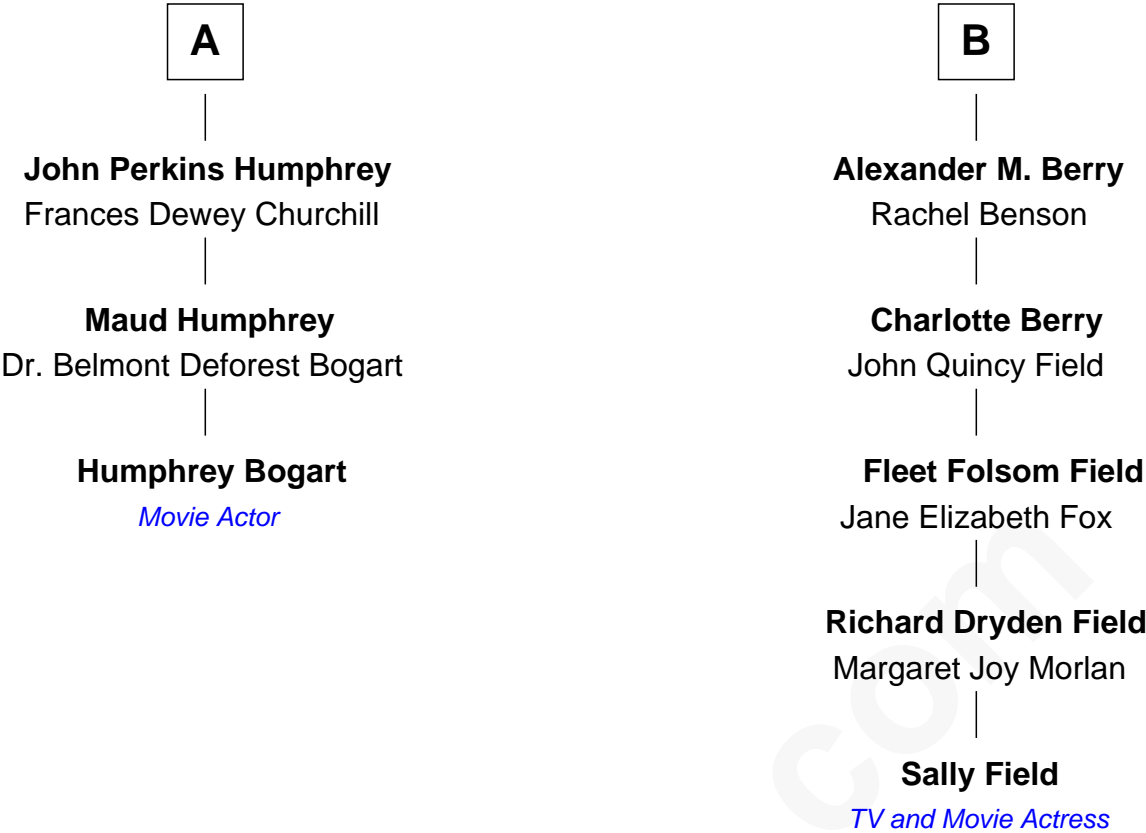 A
John Perkins Humphrey
Frances Dewey Churchill
Maud Humphrey
Dr. Belmont Deforest Bogart
Humphrey Bogart
Movie Actor
B
Alexander M. Berry
Rachel Benson
Charlotte Berry
John Quincy Field
Fleet Folsom Field
Jane Elizabeth Fox
Richard Dryden Field
Margaret Joy Morlan
Sally Field
TV and Movie Actress
com